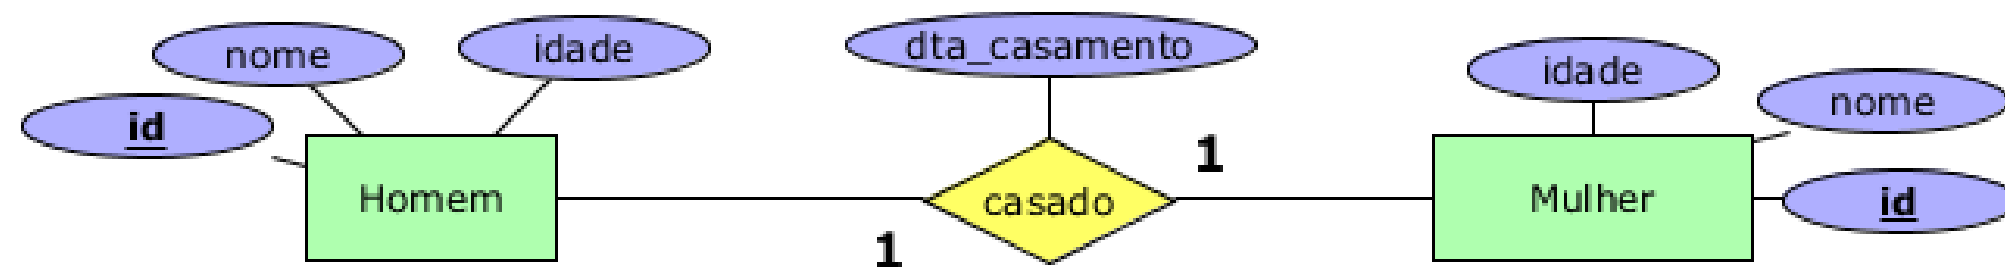 nome
idade
id
Homem
dta_casamento
casado
1
1
idade
nome
id
Mulher